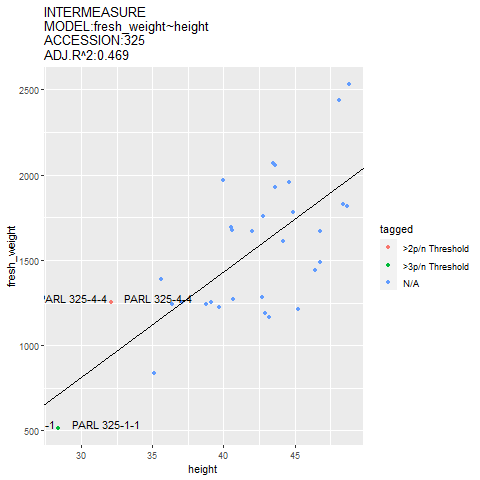 INTERMEASURE
MODEL:fresh_weight~height
ACCESSION:325
ADJ.R^2:0.469
2500
2000
1500
1000
500
fresh_weight
PARL 325-4-4 PARL 325-4-4
-1 PARL 325-1-1
30 35 40 45
height
tagged
>2p/n Threshold
>3p/n Threshold
N/A